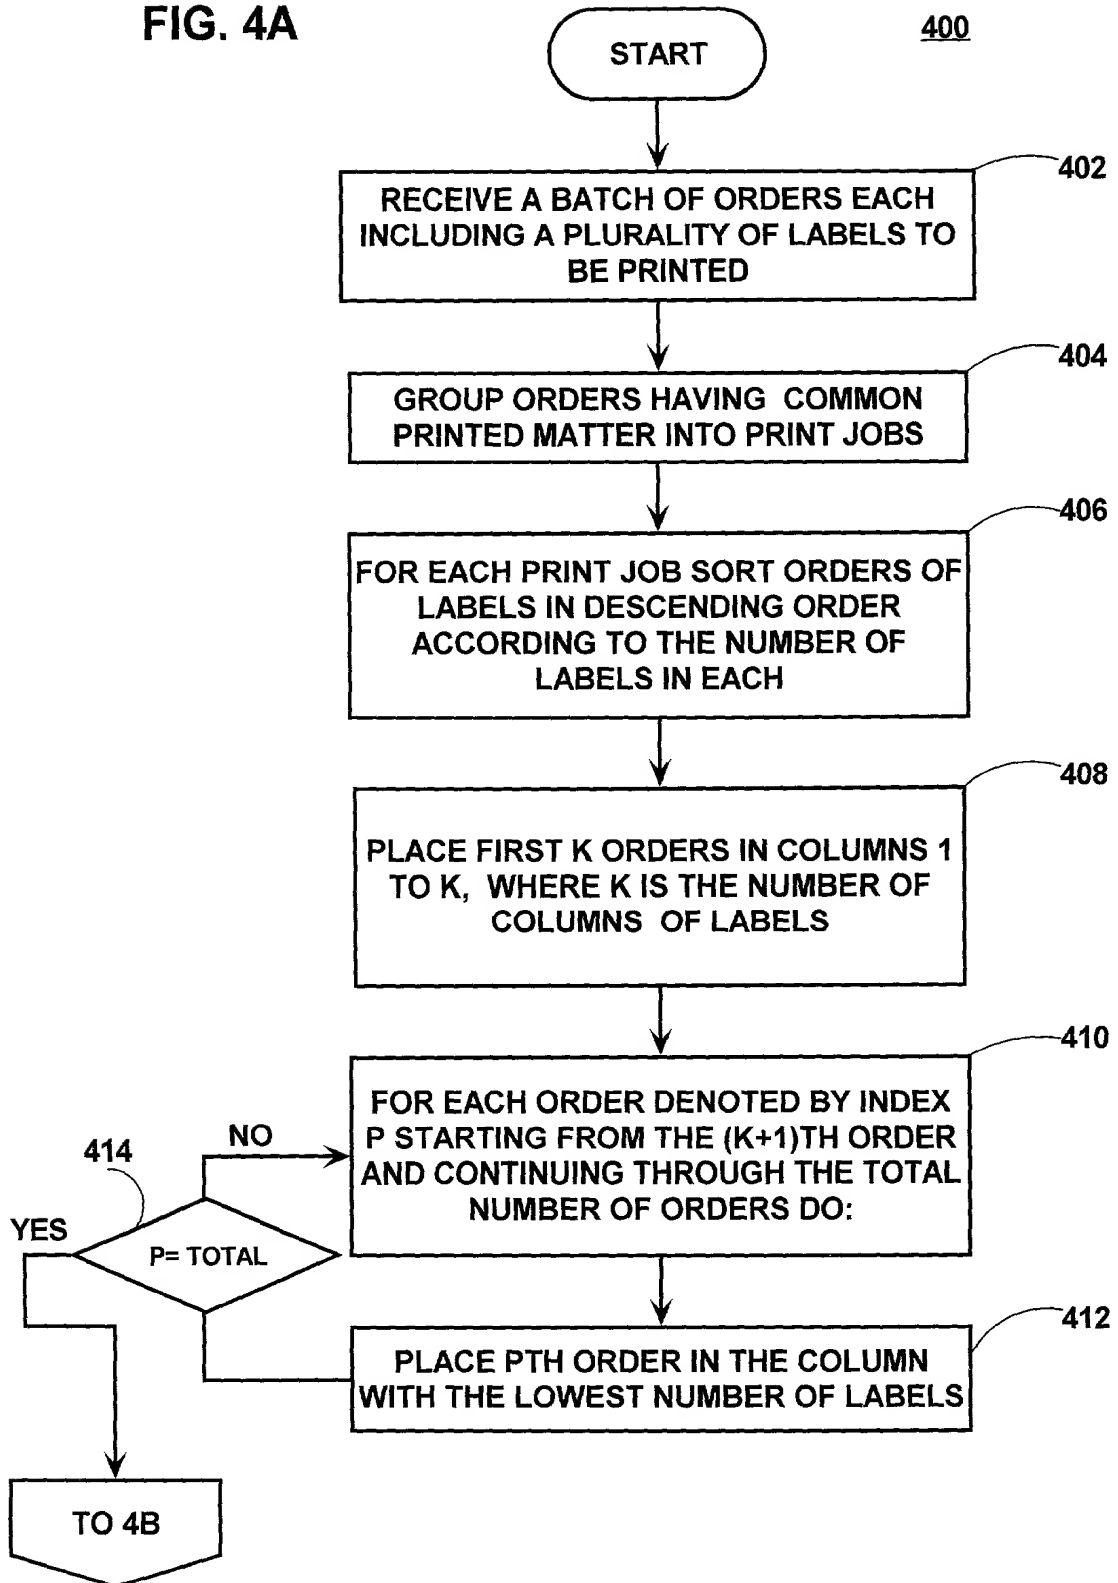 FIG. 4A
400
START
402
RECEIVE A BATCH OF ORDERS EACH
INCLUDING A PLURALITY OF LABELS TO
BE PRINTED
404
GROUP ORDERS HAVING COMMON
PRINTED MATTER INTO PRINT JOBS
406
FOR EACH PRINT JOB SORT ORDERS OF
LABELS IN DESCENDING ORDER
ACCORDING TO THE NUMBER OF
LABELS IN EACH
408
PLACE FIRST K ORDERS IN COLUMNS 1
TO K, WHERE K IS THE NUMBER OF
COLUMNS OF LABELS
410
FOR EACH ORDER DENOTED BY INDEX
P STARTING FROM THE (K+1)TH ORDER
AND CONTINUING THROUGH THE TOTAL
NUMBER OF ORDERS DO:
NO
414
YES
P= TOTAL
412
PLACE PTH ORDER IN THE COLUMN
WITH THE LOWEST NUMBER OF LABELS
TO 4B